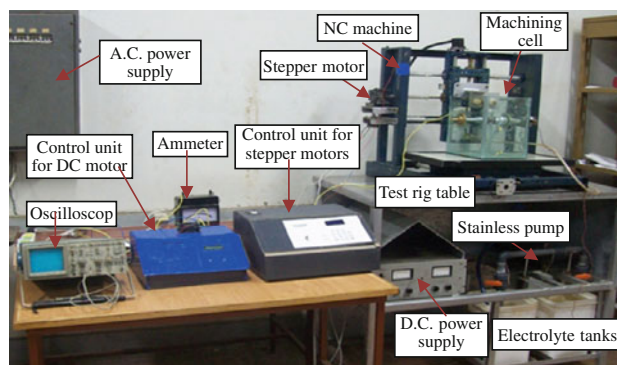 NC machine
Machining
cell
A.C. power
supply
Stepper motor
Control unit
for DC motor
Ammeter
Control unit for
stepper motors
Test rig table
Oscilloscop
Stainless pump
D.C. power
supply
Electrolyte tanks